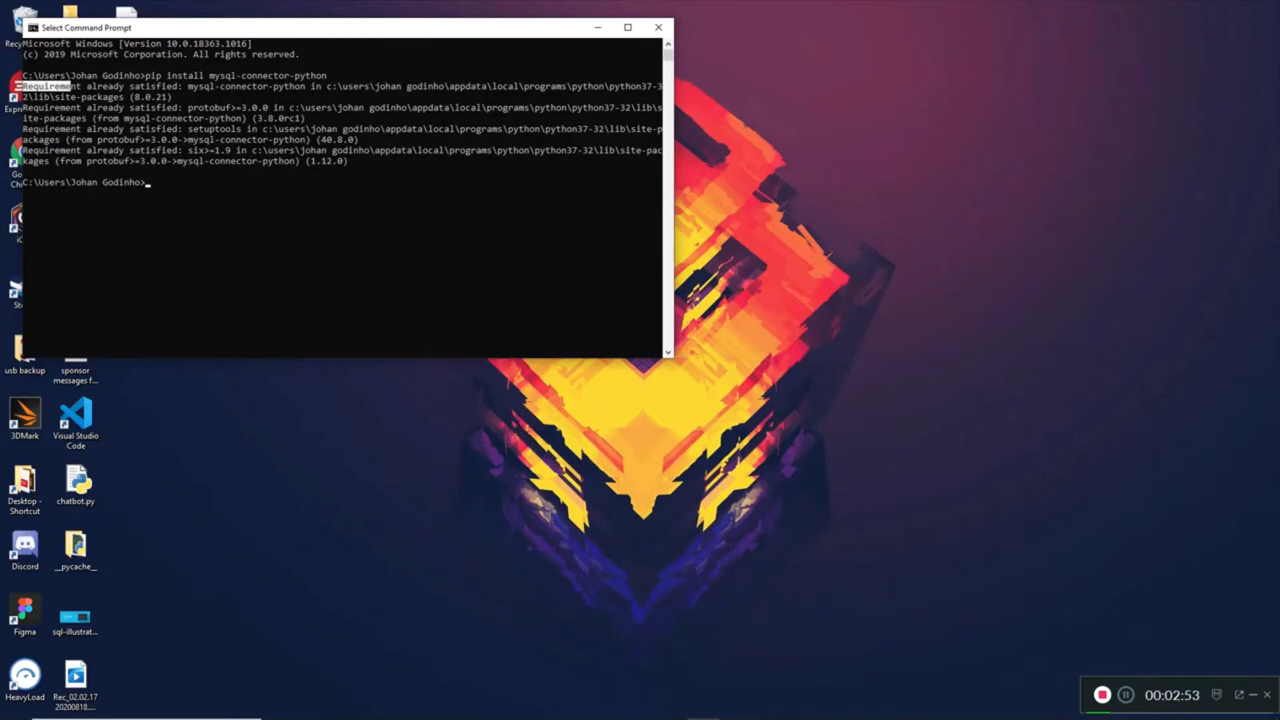 Select Command Prompt
Microsoft Windows [Version 10.0.18363.1016]
(c) 2019 Microsoft Corporation. All rights reserved.
C:\Users\Johan Godinho>pip install mysql-connector-python
Requirement already satisfied: mysql-connector-python in c:\users\johan godinho\appdata\local\programs\python\python37-3
2\lib\site-packages (8.0.21)
Requirement already satisfied: protobuf>=3.0.0 in c:\users\johan godinho\appdata\local\programs\python\python37-32\lib\s
ite-packages (from mysql-connector-python) (3.8.0rc1)
Requirement already satisfied: setuptools in c:\users\johan godinho\appdata\local\programs\python\python37-32\lib\site-p
ackages (from protobuf>=3.0.0->mysql-connector-python) (40.8.0)
Requirement already satisfied: six>=1.9 in c:\users\johan godinho\appdata\local\programs\python\python37-32\lib\site-pac
kages (from protobuf>=3.0.0->mysql-connector-python) (1.12.0)
C:\Users\Johan Godinho>
usb backup
sponsor
messages f...
3DMark
Visual Studio
Code
Desktop -
Shortcut
chatbot.py
Discord
__pycache__
Figma
sql-illustrat...
HeavyLoad
Rec_02.02.17
20200818....
00:02:53